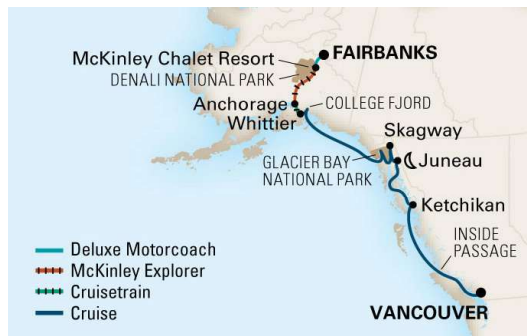 FAIRBANKS
McKinley Chalet Resort
DENALI NATIONAL PARK
Anchorage
Whittier
COLLEGE FJORD
Skagway
GLACIER BAY
NATIONAL PARK
Juneau
Ketchikan
INSIDE
PASSAGE
Deluxe Motorcoach
McKinley Explorer
Cruisetrain
Cruise
VANCOUVER